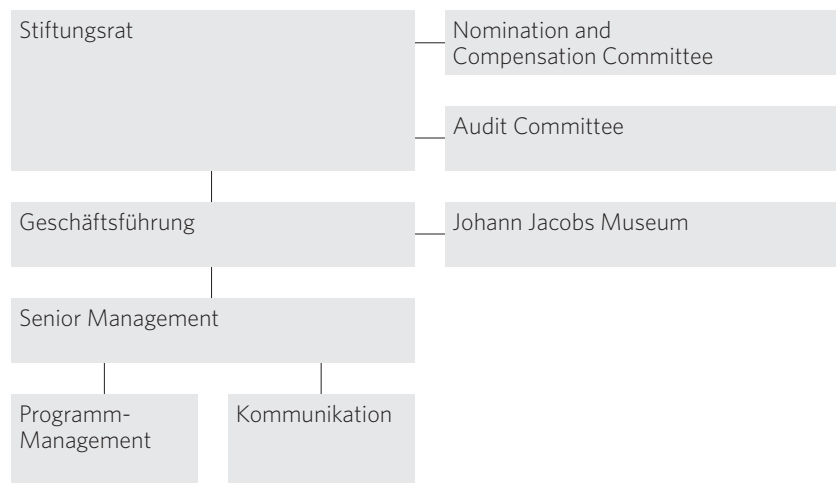 Stiftungsrat
Nomination and
Compensation Committee
Audit Committee
Geschäftsführung
Johann Jacobs Museum
Senior Management
Programm-
Management
Kommunikation